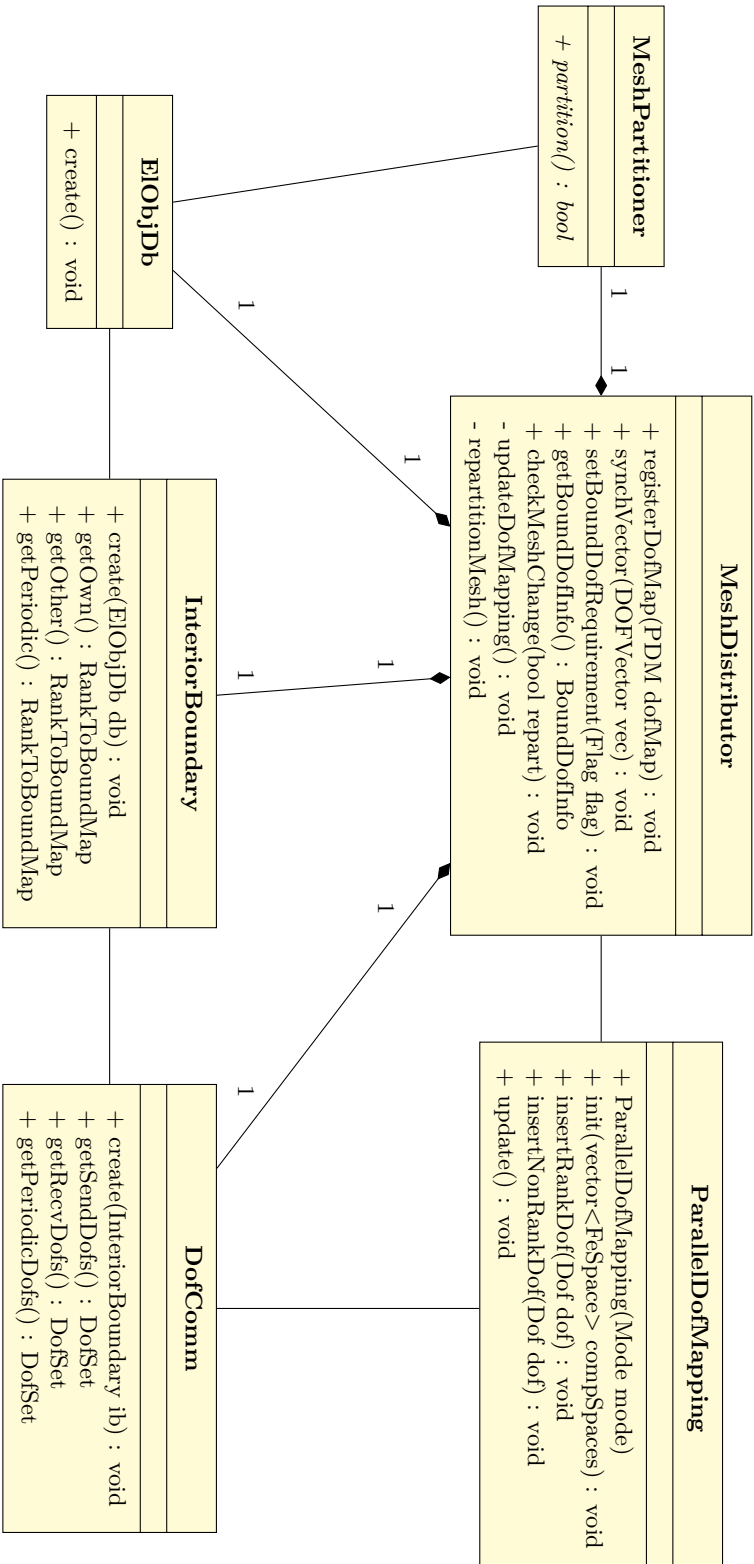 MeshPartitioner
+ partition() : bool
1
1
MeshDistributor
+ registerDofMap(PDM dofMap) : void
+ synchVector(DOFVector vec) : void
+ setBoundDofRequirement(Flag flag) : void
+ getBoundDofInfo() : BoundDofInfo
+ checkMeshChange(bool repart) : void
- updateDofMapping() : void
- repartitionMesh() : void
ParallelDofMapping
+ ParallelDofMapping(Mode mode)
+ init(vector<FeSpace> compSpaces) : void
+ insertRankDof(Dof dof) : void
+ insertNonRankDof(Dof dof) : void
+ update() : void
1
1
1
1
1
1
ElObjDb
+ create() : void
InteriorBoundary
+ create(ElObjDb db) : void
+ getOwn() : RankToBoundMap
+ getOther() : RankToBoundMap
+ getPeriodic() : RankToBoundMap
DofComm
+ create(InteriorBoundary ib) : void
+ getSendDofs() : DofSet
+ getRecvDofs() : DofSet
+ getPeriodicDofs() : DofSet